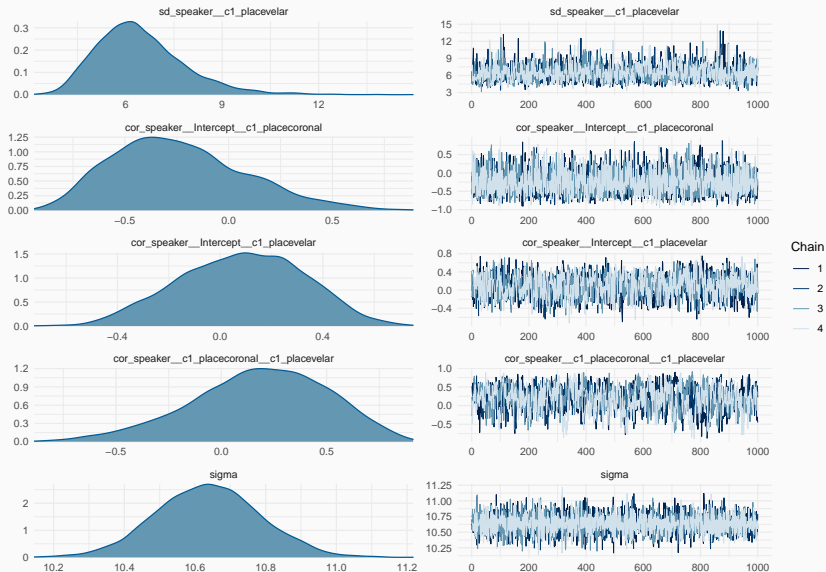 sd_speaker__c1_placevelar
0.3
0.2
0.1
0.0
6 9 12
sd_speaker__c1_placevelar
15
12
9
6
3
0 200 400 600 800 1000
cor_speaker__Intercept__c1_placecoronal
1.25
1.00
0.75
0.50
0.25
0.00
−0.5 0.0 0.5
cor_speaker__Intercept__c1_placecoronal
0.5
0.0
−0.5
−1.0
0 200 400 600 800 1000
cor_speaker__Intercept__c1_placevelar
1.5
1.0
0.5
0.0
−0.4 0.0 0.4
cor_speaker__Intercept__c1_placevelar
0.8
0.4
0.0
−0.4
0 200 400 600 800 1000
cor_speaker__c1_placecoronal__c1_placevelar
1.2
0.9
0.6
0.3
0.0
−0.5 0.0 0.5
cor_speaker__c1_placecoronal__c1_placevelar
1.0
0.5
0.0
−0.5
0 200 400 600 800 1000
sigma
2
1
0
10.2 10.4 10.6 10.8 11.0 11.2
sigma
11.25
11.00
10.75
10.50
10.25
0 200 400 600 800 1000
Chain
1
2
3
4